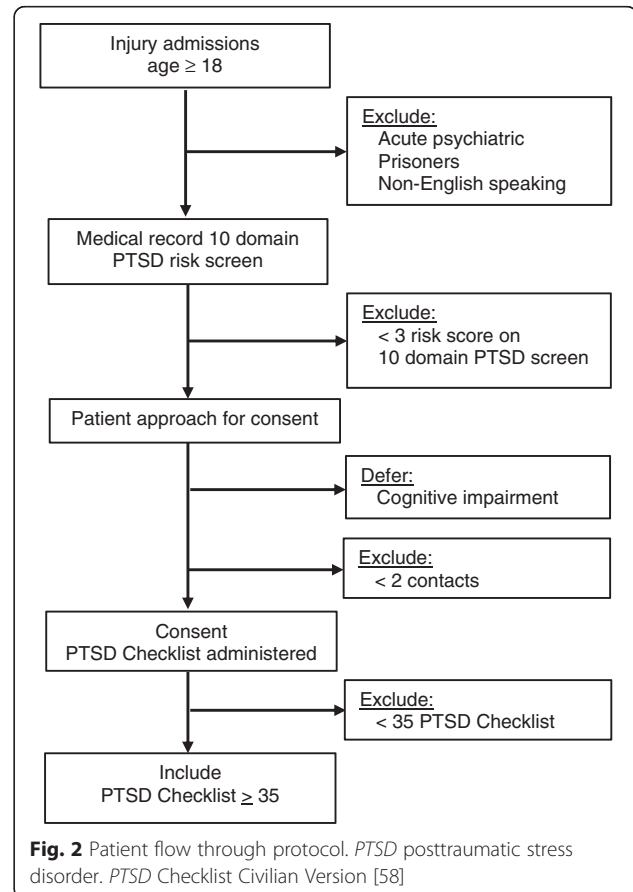 Injury admissions
age ≥ 18
Exclude:
Acute psychiatric
Prisoners
Non-English speaking
Medical record 10 domain
PTSD risk screen
Exclude:
< 3 risk score on
10 domain PTSD screen
Patient approach for consent
Defer:
Cognitive impairment
Exclude:
< 2 contacts
Consent
PTSD Checklist administered
Exclude:
< 35 PTSD Checklist
Include
PTSD Checklist ≥ 35
Fig. 2 Patient flow through protocol. PTSD posttraumatic stress
disorder. PTSD Checklist Civilian Version [58]